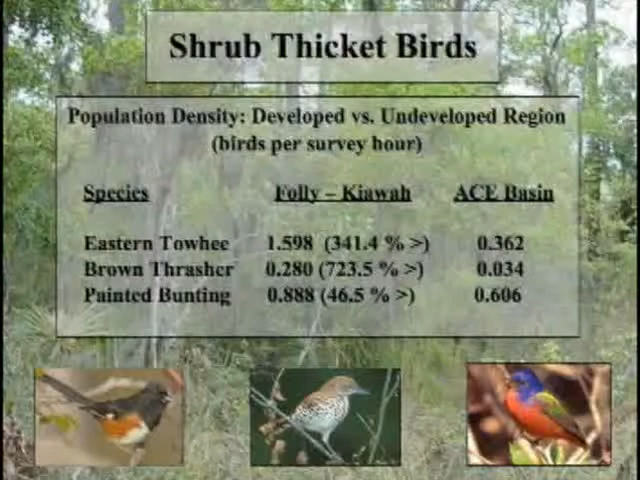 Shrub Thicket Birds
Population Density: Developed vs. Undeveloped Region
(birds per survey hour)
Species Folly – Kiawah ACE Basin
Eastern Towhee 1.598 (341.4 % >) 0.362
Brown Thrasher 0.280 (723.5 % >) 0.034
Painted Bunting 0.888 (46.5 % >) 0.606